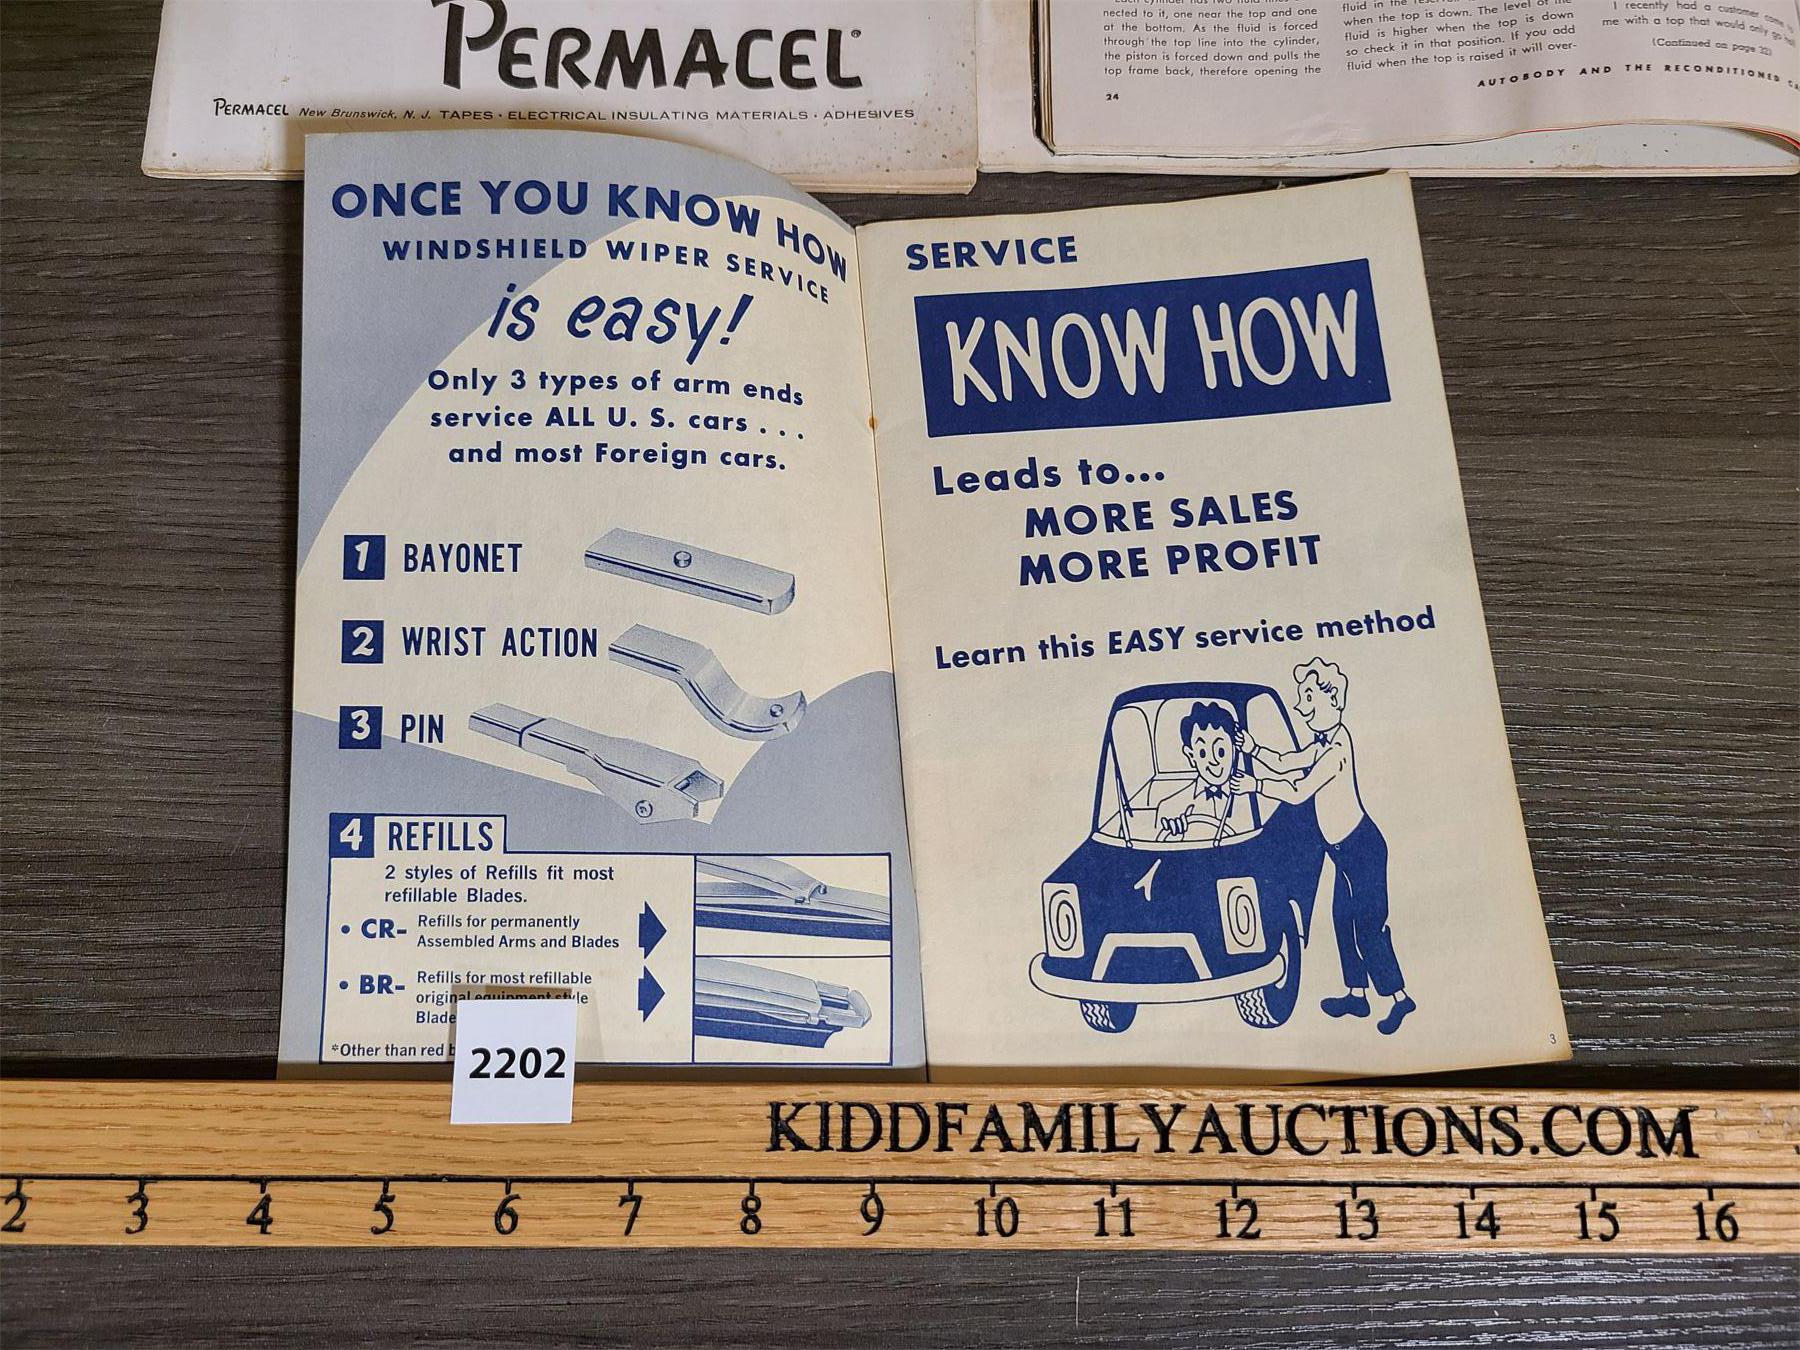 PERMACEL
PERMACEL New Brunswick, N. J. TAPES · ELECTRICAL INSULATING MATERIALS · ADHESIVES
nected to it, one near the top and one
at the bottom. As the fluid is forced
through the top line into the cylinder,
the piston is forced down and pulls the
top frame back, therefore opening the
24
fluid in the
when the top is down. The level of the
fluid is higher when the top is down
so check it in that position. If you add
fluid when the top is raised it will over-
I recently had a customer come
me with a top that would only go
(Continued on page 32)
AUTOBODY AND THE RECONDITIONED
ONCE YOU KNOW HOW
WINDSHIELD WIPER SERVICE
is easy!
Only 3 types of arm ends
service ALL U. S. cars . . .
and most Foreign cars.
1 BAYONET
2 WRIST ACTION
3 PIN
4 REFILLS
2 styles of Refills fit most
refillable Blades.
• CR- Refills for permanently
Assembled Arms and Blades
• BR- Refills for most refillable
original equipment style
Blade
*Other than red
2202
SERVICE
KNOW HOW
Leads to...
MORE SALES
MORE PROFIT
Learn this EASY service method
3
KIDDFAMILYAUCTIONS.COM
2 3 4 5 6 7 8 9 10 11 12 13 14 15 16